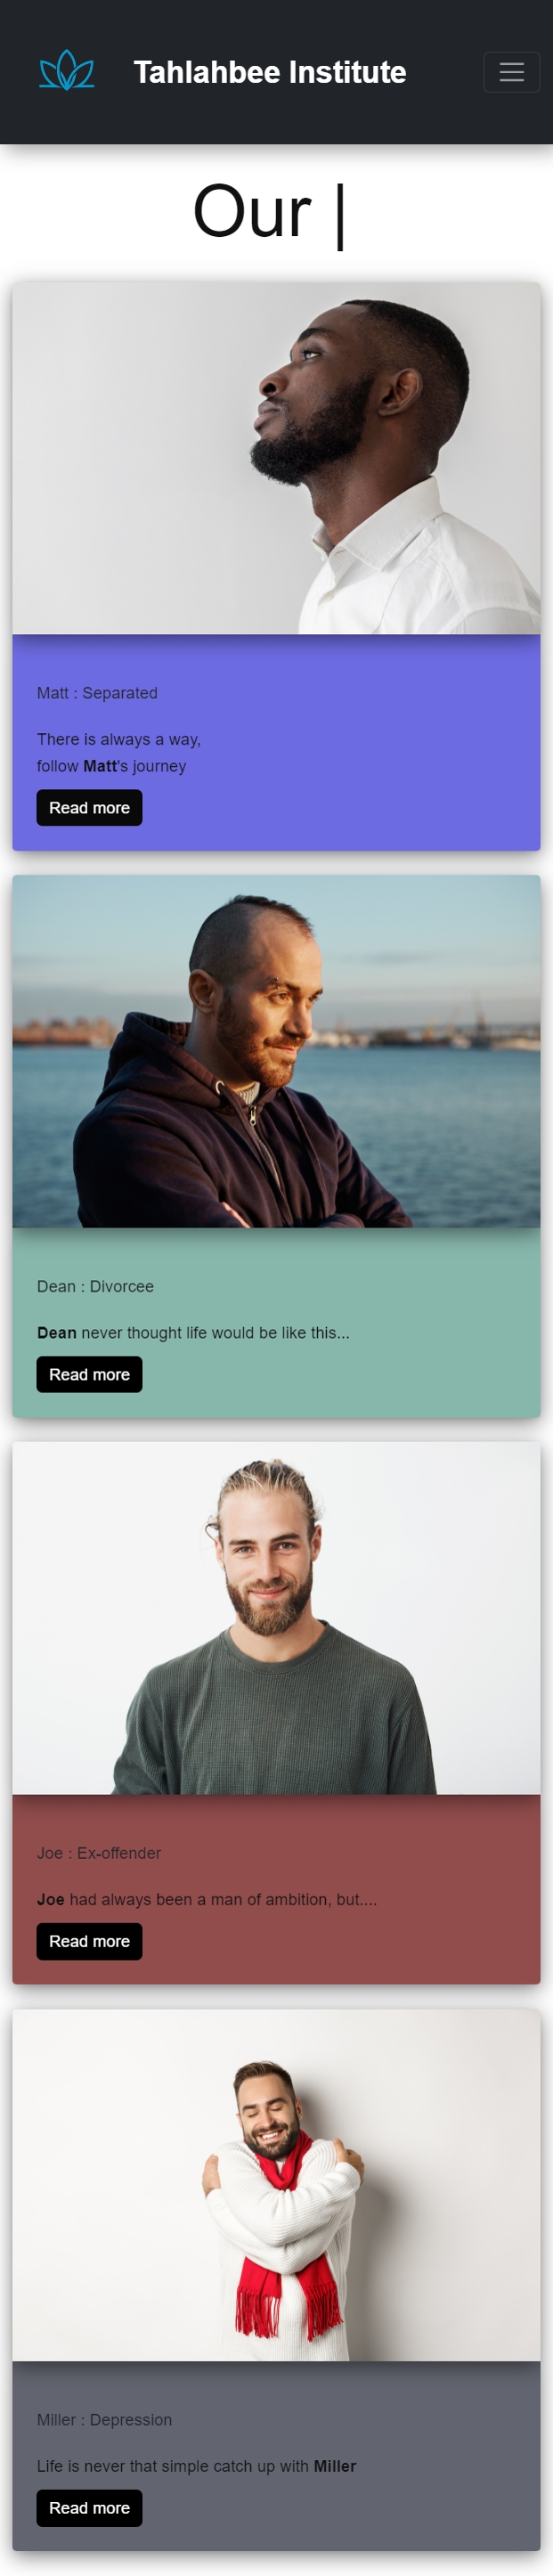 Tahlahbee Institute
Our |
Matt : Separated
There is always a way,
follow Matt's journey
Read more
Dean : Divorcee
Dean never thought life would be like this...
Read more
Joe : Ex-offender
Joe had always been a man of ambition, but....
Read more
Miller : Depression
Life is never that simple catch up with Miller
Read more